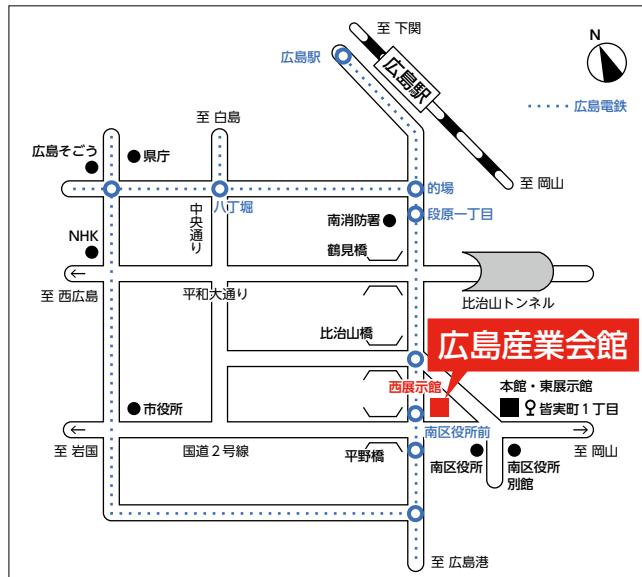 至 下関
広島駅
広島駅
N
広島電鉄
至 白島
広島そごう
県庁
至 岡山
的場
八丁堀
段原一丁目
中央通り
南消防署
鶴見橋
NHK
至 西広島
平和大通り
比治山トンネル
比治山橋
広島産業会館
西展示館
本館・東展示館
皆実町1丁目
市役所
南区役所前
至 岩国
国道2号線
平野橋
南区役所
南区役所
別館
至 岡山
至 広島港